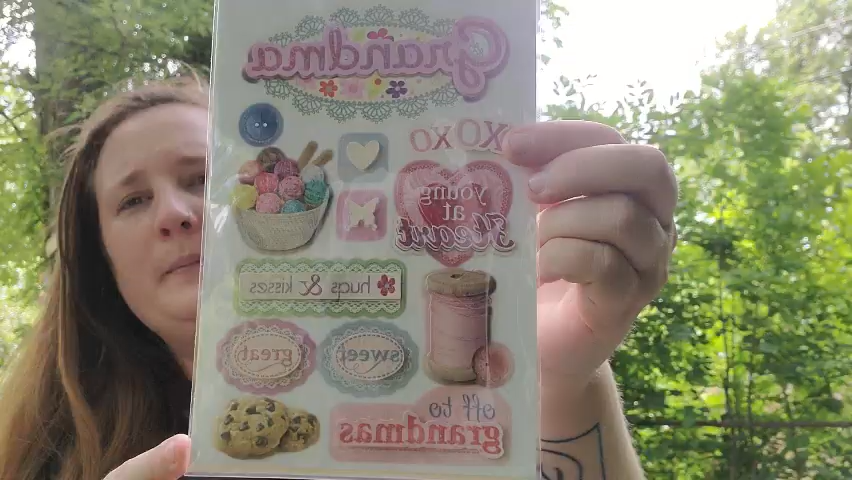 Grandma
XOXO
young
at
Heart
hugs & kisses
great
sweet
off to
grandmas